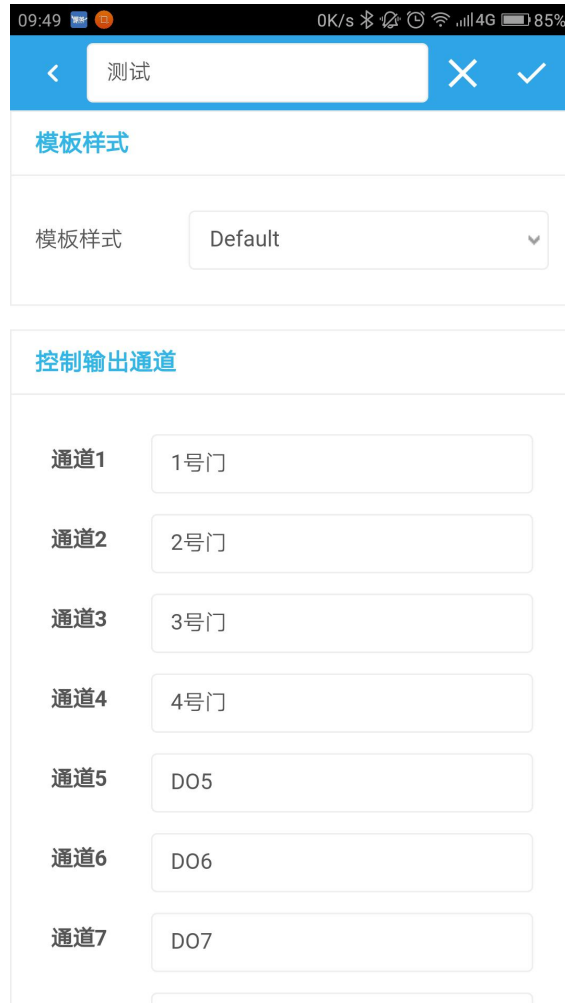 09:49 0K/s 4G 85%
测试
模板样式
模板样式 Default
控制输出通道
通道1 1号门
通道2 2号门
通道3 3号门
通道4 4号门
通道5 DO5
通道6 DO6
通道7 DO7